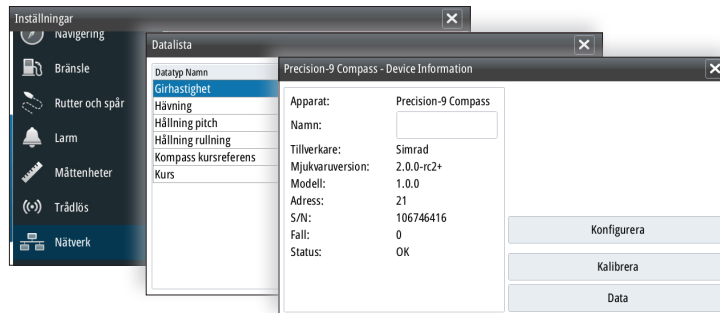 Inställningar
Navigering
Bränsle
Rutter och spår
Larm
Måttenheter
Trådlös
Nätverk
Datalista
Datatyp Namn
Girhastighet
Hävning
Hållning pitch
Hållning rullning
Kompass kursreferens
Kurs
Precision-9 Compass - Device Information
Apparat: Precision-9 Compass
Namn:
Tillverkare: Simrad
Mjukvaruversion: 2.0.0-rc2+
Modell: 1.0.0
Adress: 21
S/N: 106746416
Fall: 0
Status: OK
Konfigurera
Kalibrera
Data